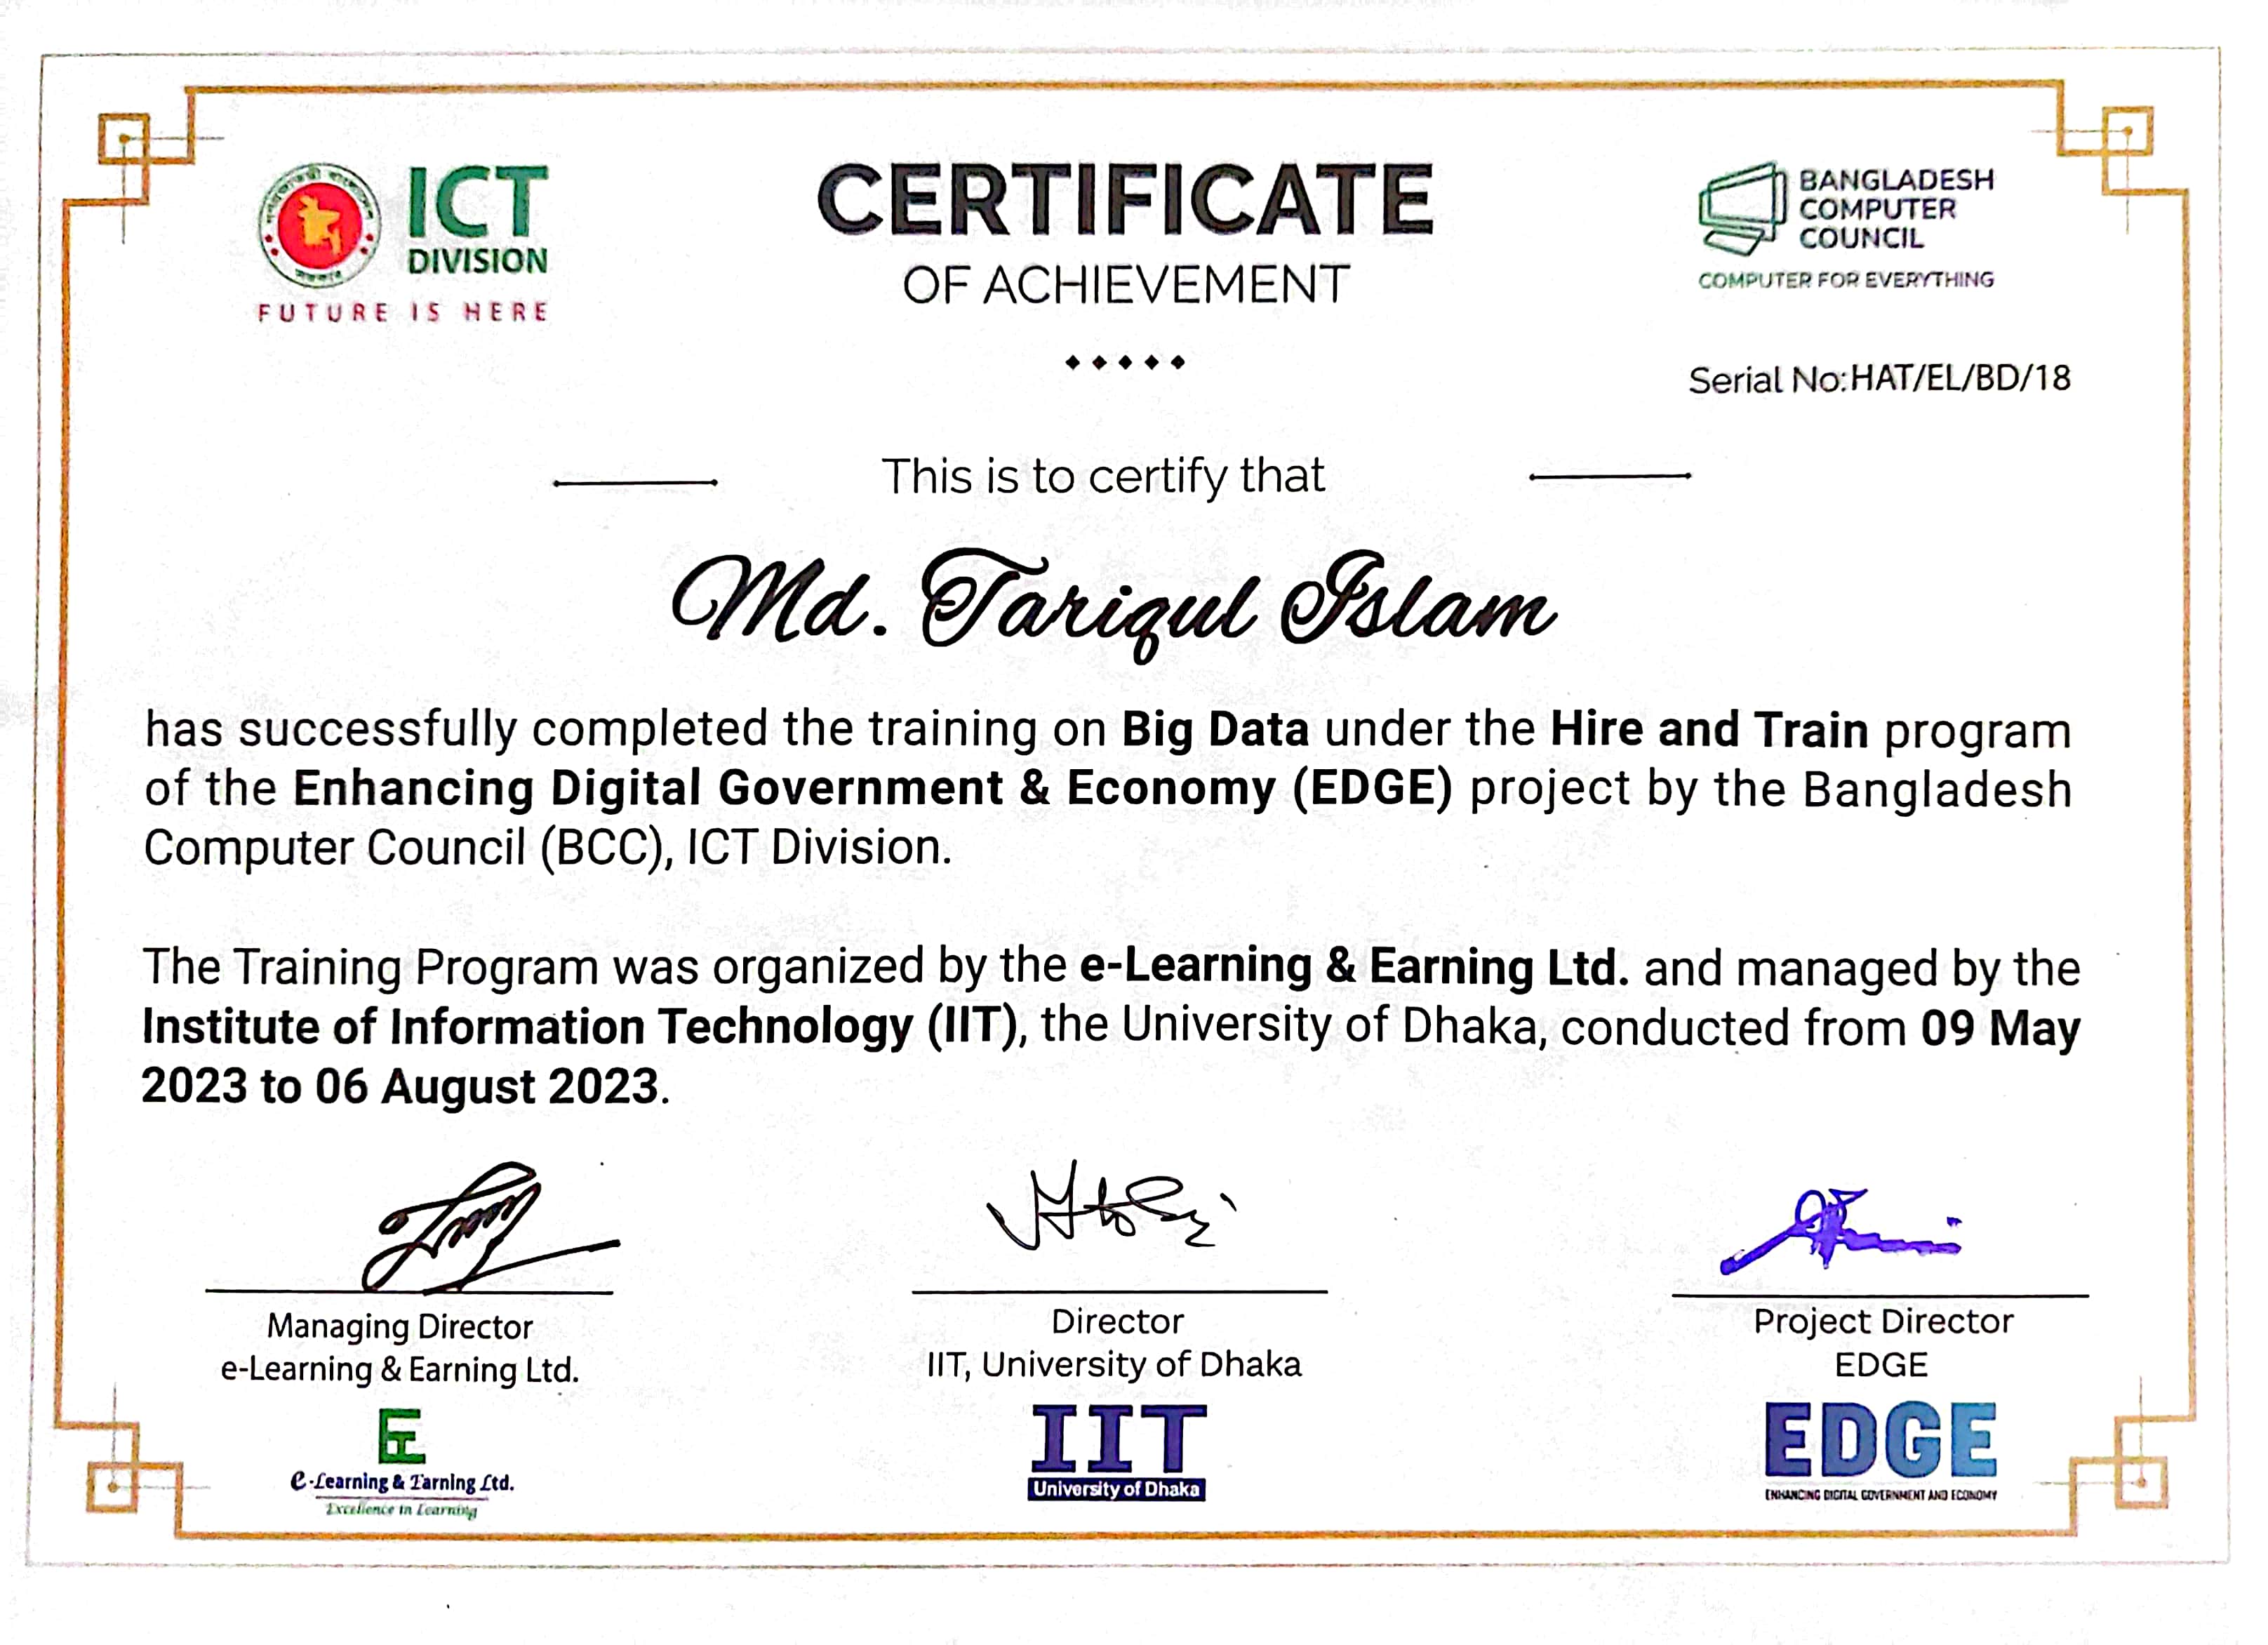 ICT
DIVISION
FUTURE IS HERE
CERTIFICATE
OF ACHIEVEMENT
BANGLADESH
COMPUTER
COUNCIL
COMPUTER FOR EVERYTHING
Serial No:HAT/EL/BD/18
This is to certify that
Md. Tariqul Islam
has successfully completed the training on Big Data under the Hire and Train program
of the Enhancing Digital Government & Economy (EDGE) project by the Bangladesh
Computer Council (BCC), ICT Division.
The Training Program was organized by the e-Learning & Earning Ltd. and managed by the
Institute of Information Technology (IIT), the University of Dhaka, conducted from 09 May
2023 to 06 August 2023.
Managing Director
e-Learning & Earning Ltd.
Director
IIT, University of Dhaka
Project Director
EDGE
e-Learning & Earning Ltd.
Excellence in Learning
IIT
University of Dhaka
EDGE
ENHANCING DIGITAL GOVERNMENT AND ECONOMY